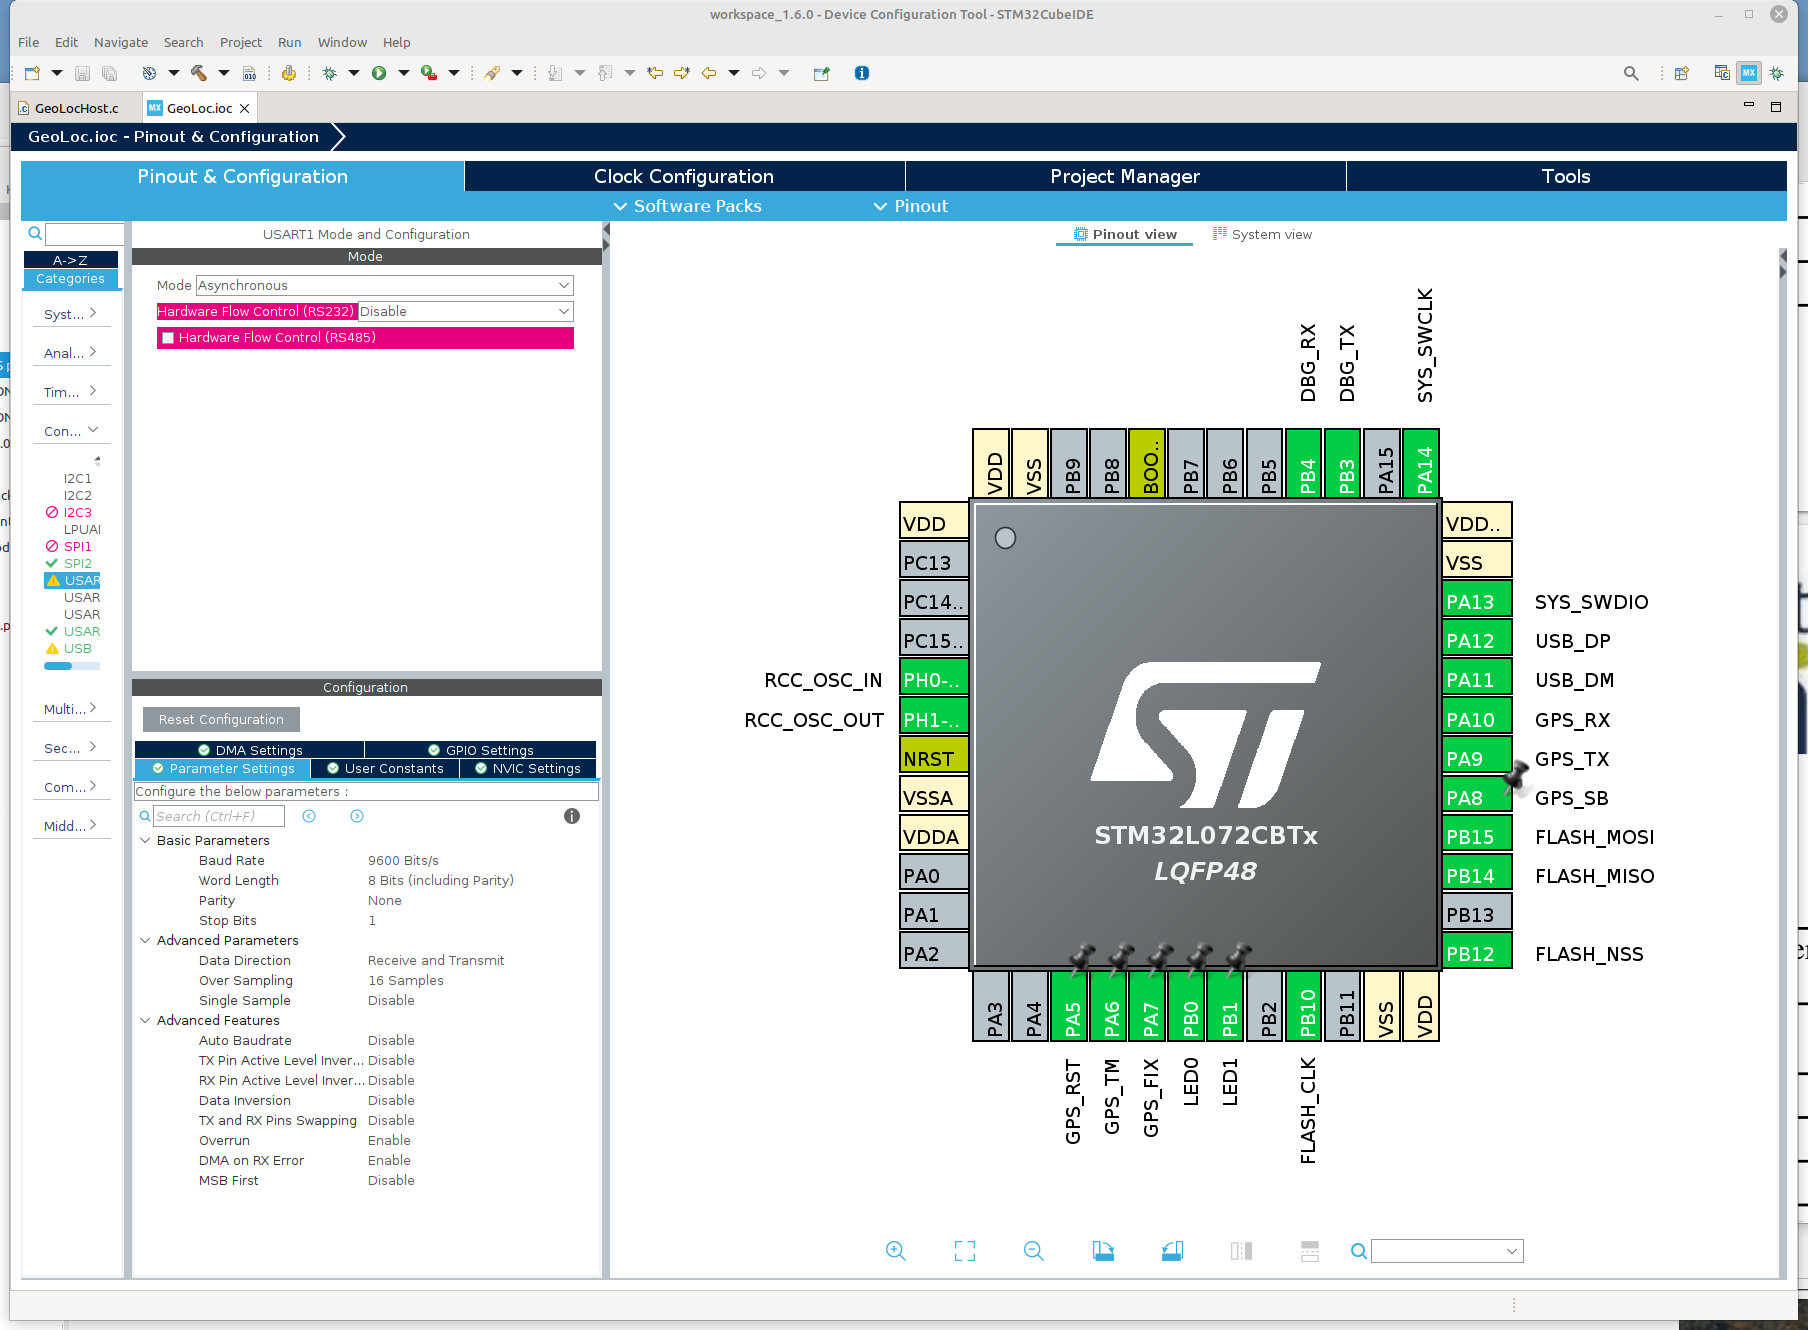 workspace_1.6.0 - Device Configuration Tool - STM32CubeIDE
File Edit Navigate Search Project Run Window Help
GeoLocHost.c
GeoLoc.ioc
GeoLoc.ioc - Pinout & Configuration
Pinout & Configuration
Clock Configuration
Project Manager
Tools
Software Packs
Pinout
A->Z
Categories
Syst...
Anal...
Tim...
Con...
I2C1
I2C2
I2C3
LPUAI
SPI1
SPI2
USAR
USAR
USAR
USAR
USB
Multi...
Sec...
Com...
Midd...
USART1 Mode and Configuration
Mode
Mode Asynchronous
Hardware Flow Control (RS232) Disable
Hardware Flow Control (RS485)
Configuration
Reset Configuration
DMA Settings
GPIO Settings
Parameter Settings
User Constants
NVIC Settings
Configure the below parameters :
Search (Ctrl+F)
Basic Parameters
Baud Rate 9600 Bits/s
Word Length 8 Bits (including Parity)
Parity None
Stop Bits 1
Advanced Parameters
Data Direction Receive and Transmit
Over Sampling 16 Samples
Single Sample Disable
Advanced Features
Auto Baudrate Disable
TX Pin Active Level Inver... Disable
RX Pin Active Level Inver... Disable
Data Inversion Disable
TX and RX Pins Swapping Disable
Overrun Enable
DMA on RX Error Enable
MSB First Disable
Pinout view
System view
DBG_RX
DBG_TX
SYS_SWCLK
VDD
VSS
PB9
PB8
BOO..
PB7
PB6
PB5
PB4
PB3
PA15
PA14
VDD
PC13
PC14..
PC15..
RCC_OSC_IN PH0-..
RCC_OSC_OUT PH1-..
NRST
VSSA
VDDA
PA0
PA1
PA2
STM32L072CBTx
LQFP48
VDD..
VSS
PA13 SYS_SWDIO
PA12 USB_DP
PA11 USB_DM
PA10 GPS_RX
PA9 GPS_TX
PA8 GPS_SB
PB15 FLASH_MOSI
PB14 FLASH_MISO
PB13
PB12 FLASH_NSS
PA3
PA4
PA5
PA6
PA7
PB0
PB1
PB2
PB10
PB11
VSS
VDD
GPS_RST
GPS_TM
GPS_FIX
LED0
LED1
FLASH_CLK